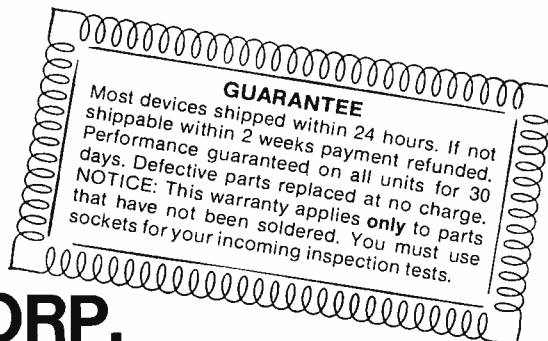 GUARANTEE
Most devices shipped within 24 hours. If not
shippable within 2 weeks payment refunded.
Performance guaranteed on all units for 30
days. Defective parts replaced at no charge.
NOTICE: This warranty applies only to parts
that have not been soldered. You must use
sockets for your incoming inspection tests.
ORP.